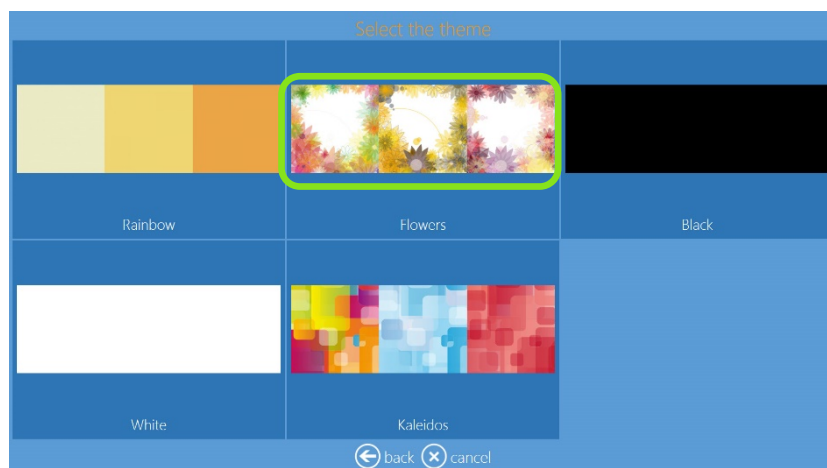 Select the theme
Rainbow
Flowers
Black
White
Kaleidos
back cancel